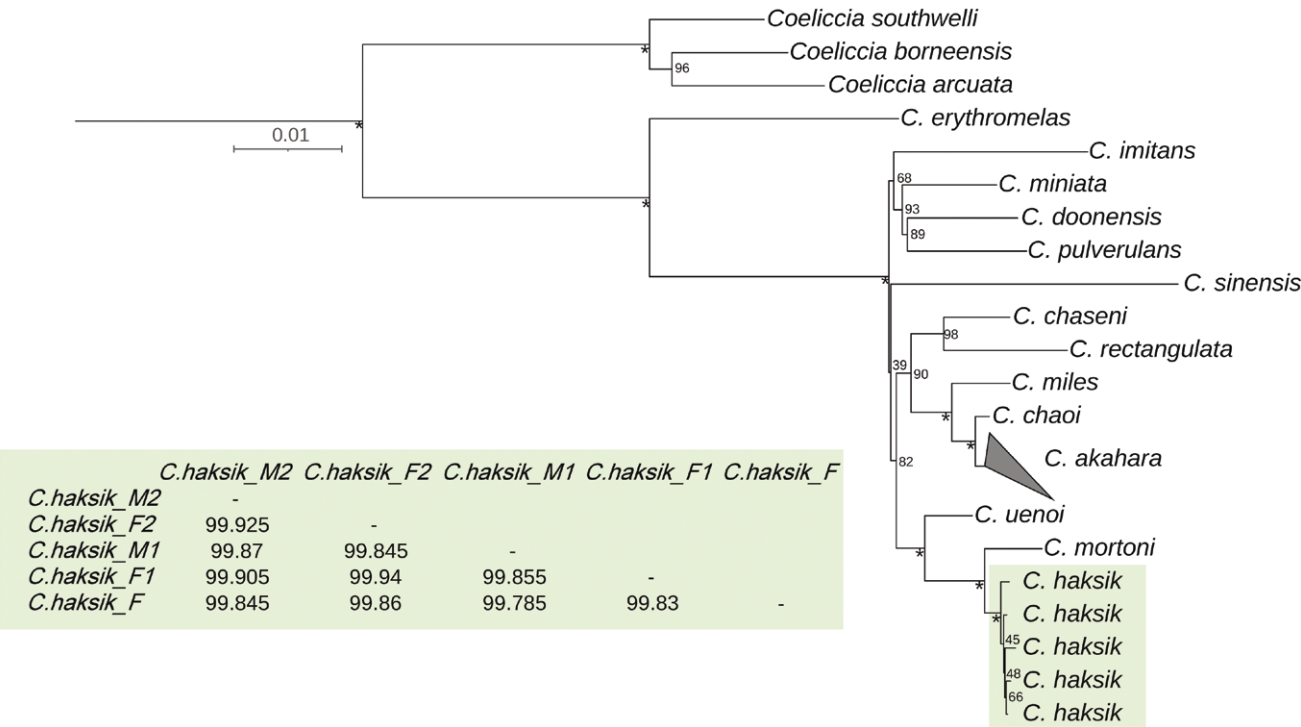 Coeliccia southwelli
*
Coeliccia borneensis
96
Coeliccia arcuata
C. erythromelas
*
0.01
C. imitans
68
C. miniata
93
C. doonensis
89
C. pulverulans
*
*
C. sinensis
C. chaseni
98
C. rectangulata
39
90
C. miles
*
C. chaoi
*
C. akahara
82
C. uenoi
*
C. mortoni
*
C. haksik
*
C. haksik
45
C. haksik
48
C. haksik
66
C. haksik
C.haksik_M2 C.haksik_F2 C.haksik_M1 C.haksik_F1 C.haksik_F
C.haksik_M2 -
C.haksik_F2 99.925 -
C.haksik_M1 99.87 99.845 -
C.haksik_F1 99.905 99.94 99.855 -
C.haksik_F 99.845 99.86 99.785 99.83 -